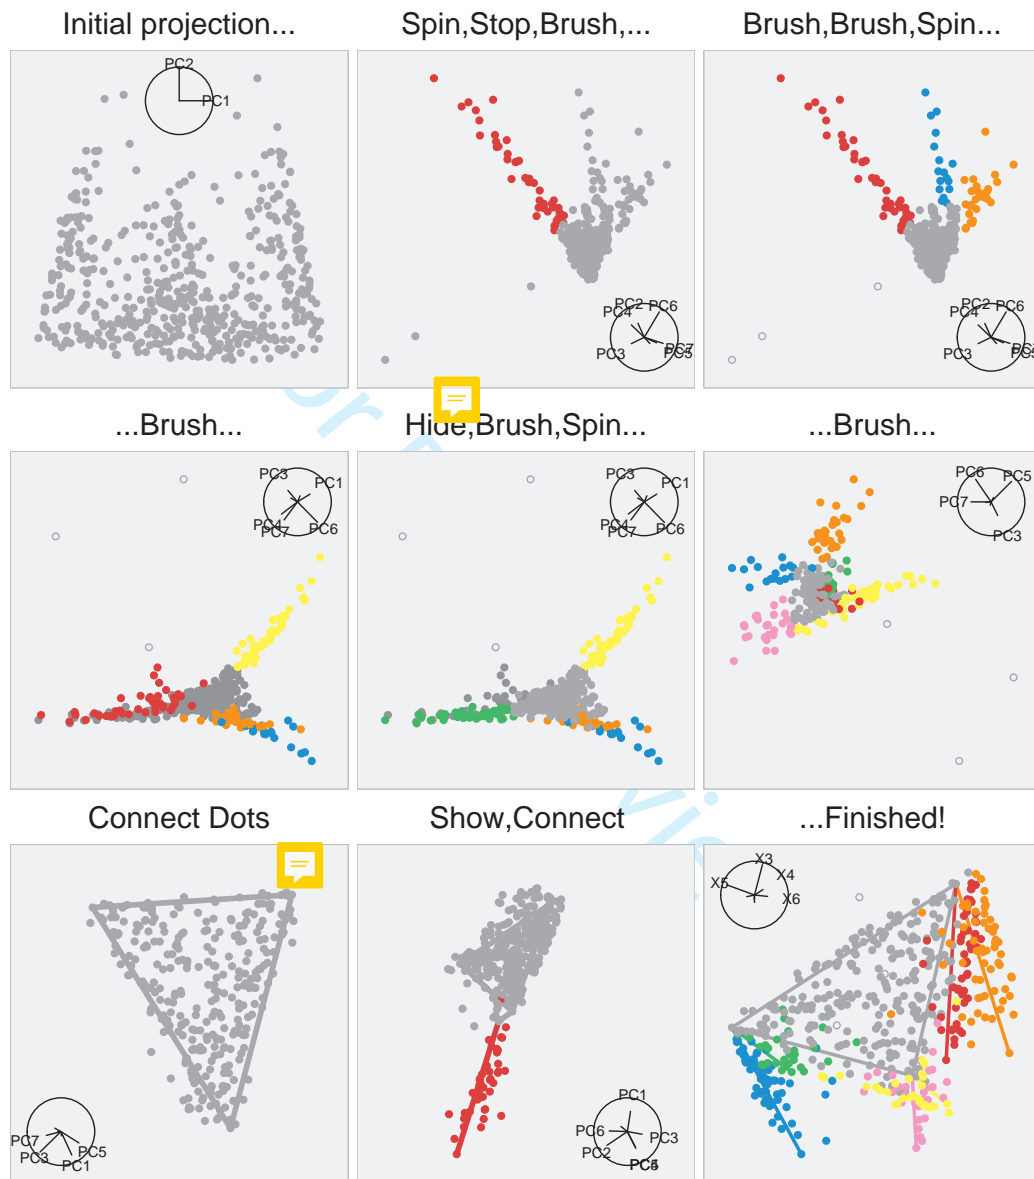 Initial projection...
Spin,Stop,Brush,...
Brush,Brush,Spin...
PC2
PC1
PC2
PC6
PC4
PC3
PC7
PC5
PC2
PC6
PC4
PC3
...Brush...
Hide,Brush,Spin...
...Brush...
PC3
PC1
PC4
PC7
PC6
PC3
PC1
PC4
PC7
PC6
PC6
PC5
PC7
PC3
Connect Dots
Show,Connect
...Finished!
PC7
PC5
PC3
PC1
PC1
PC6
PC3
PC2
X3
X5
X4
X6